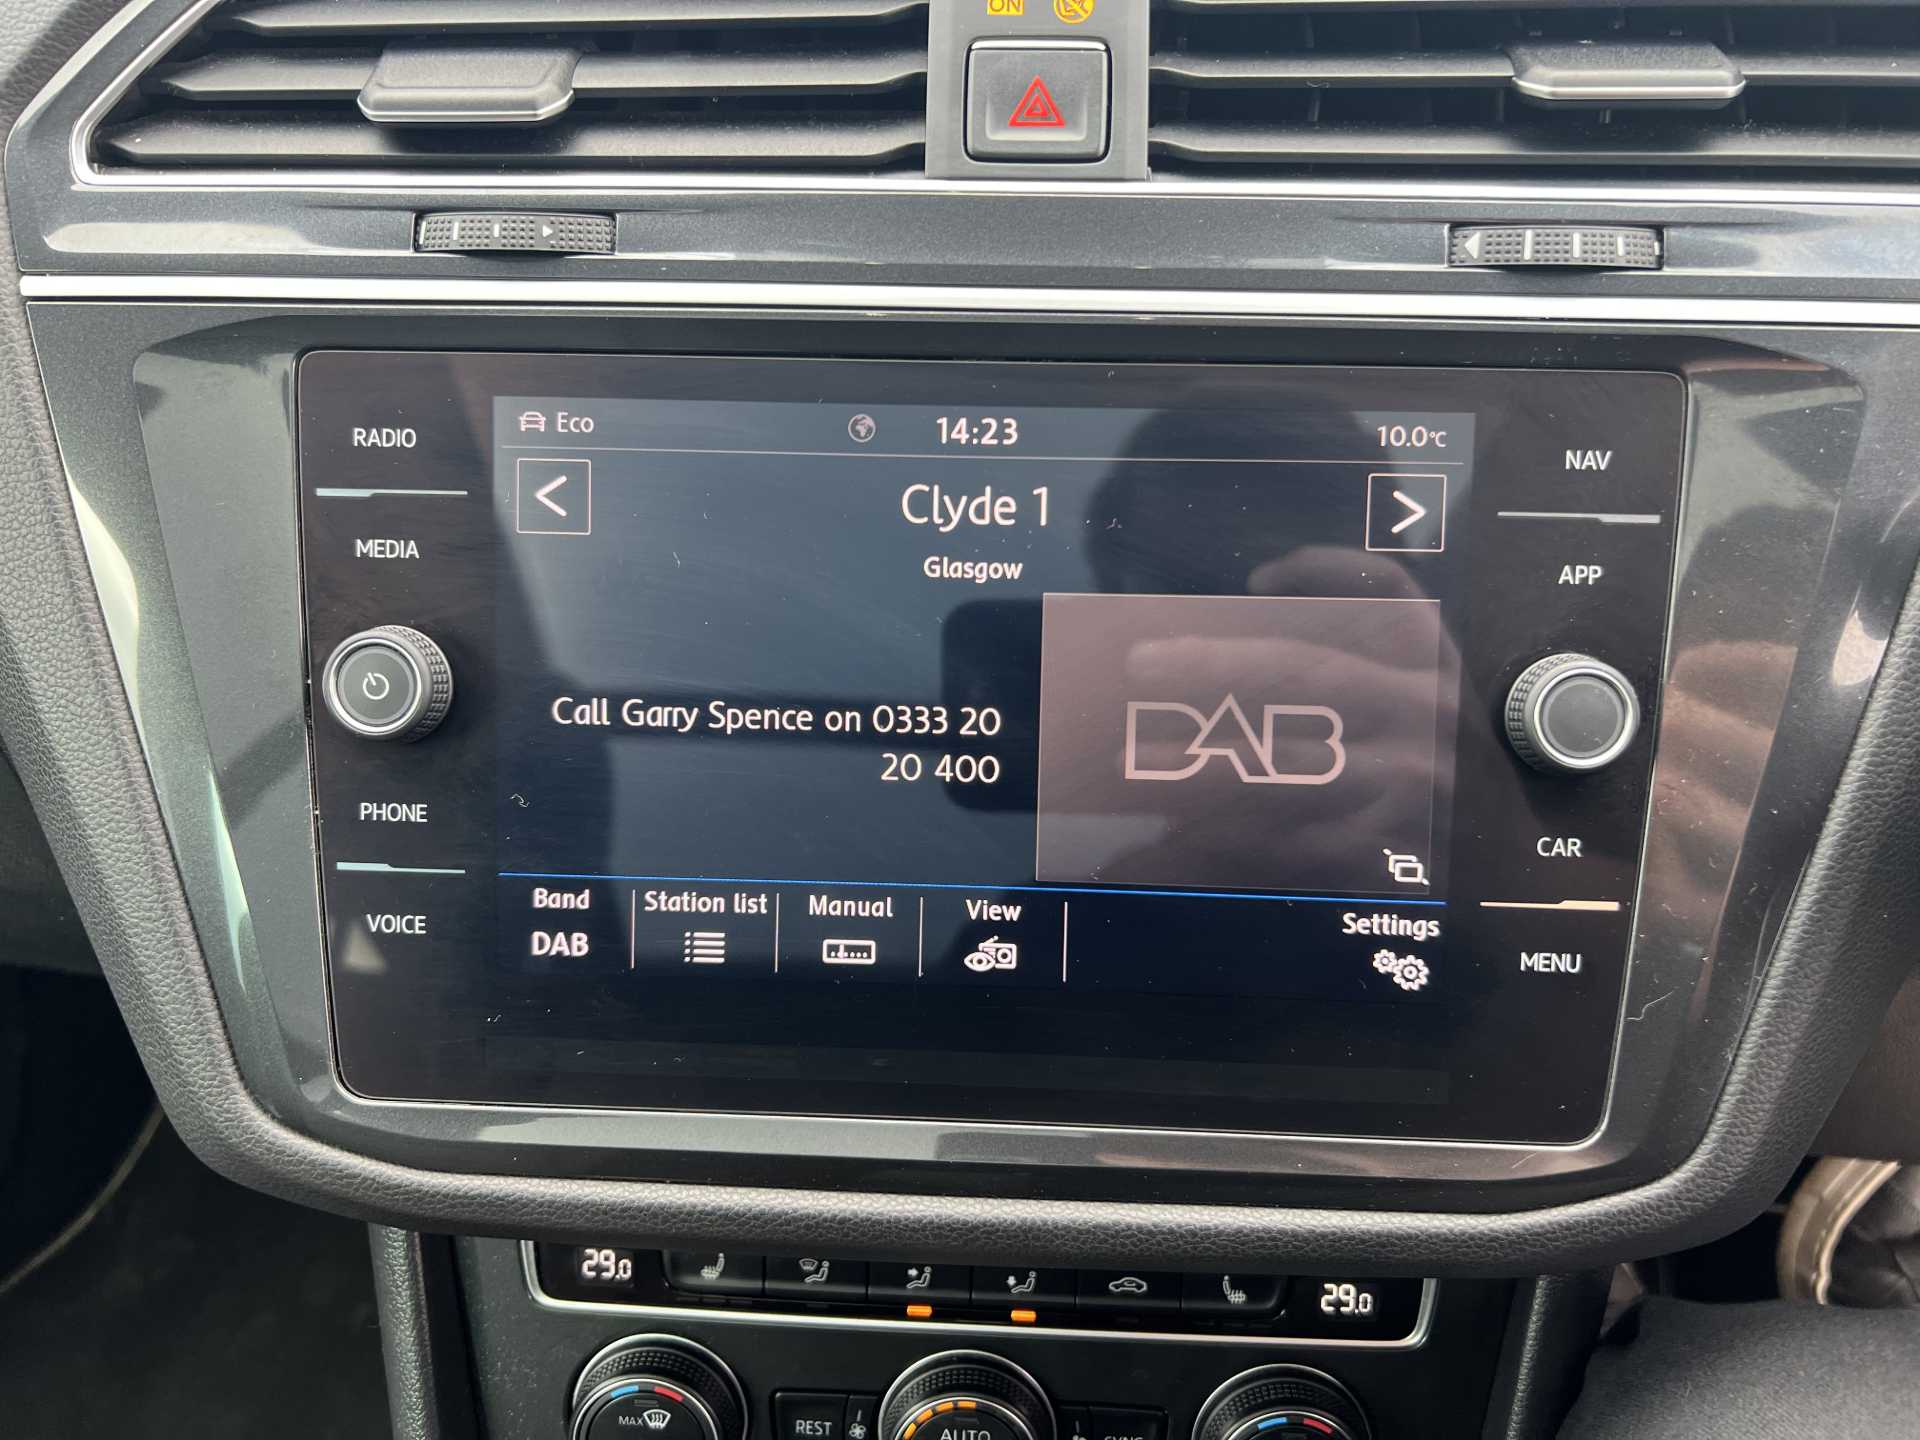 ON
RADIO
MEDIA
PHONE
VOICE
Eco
14:23
10.0°C
<
Clyde 1
>
Glasgow
Call Garry Spence on 0333 20
20 400
DAB
Band
DAB
Station list
Manual
View
Settings
NAV
APP
CAR
MENU
29.0
29.0
MAX
REST
AUTO
SYNC